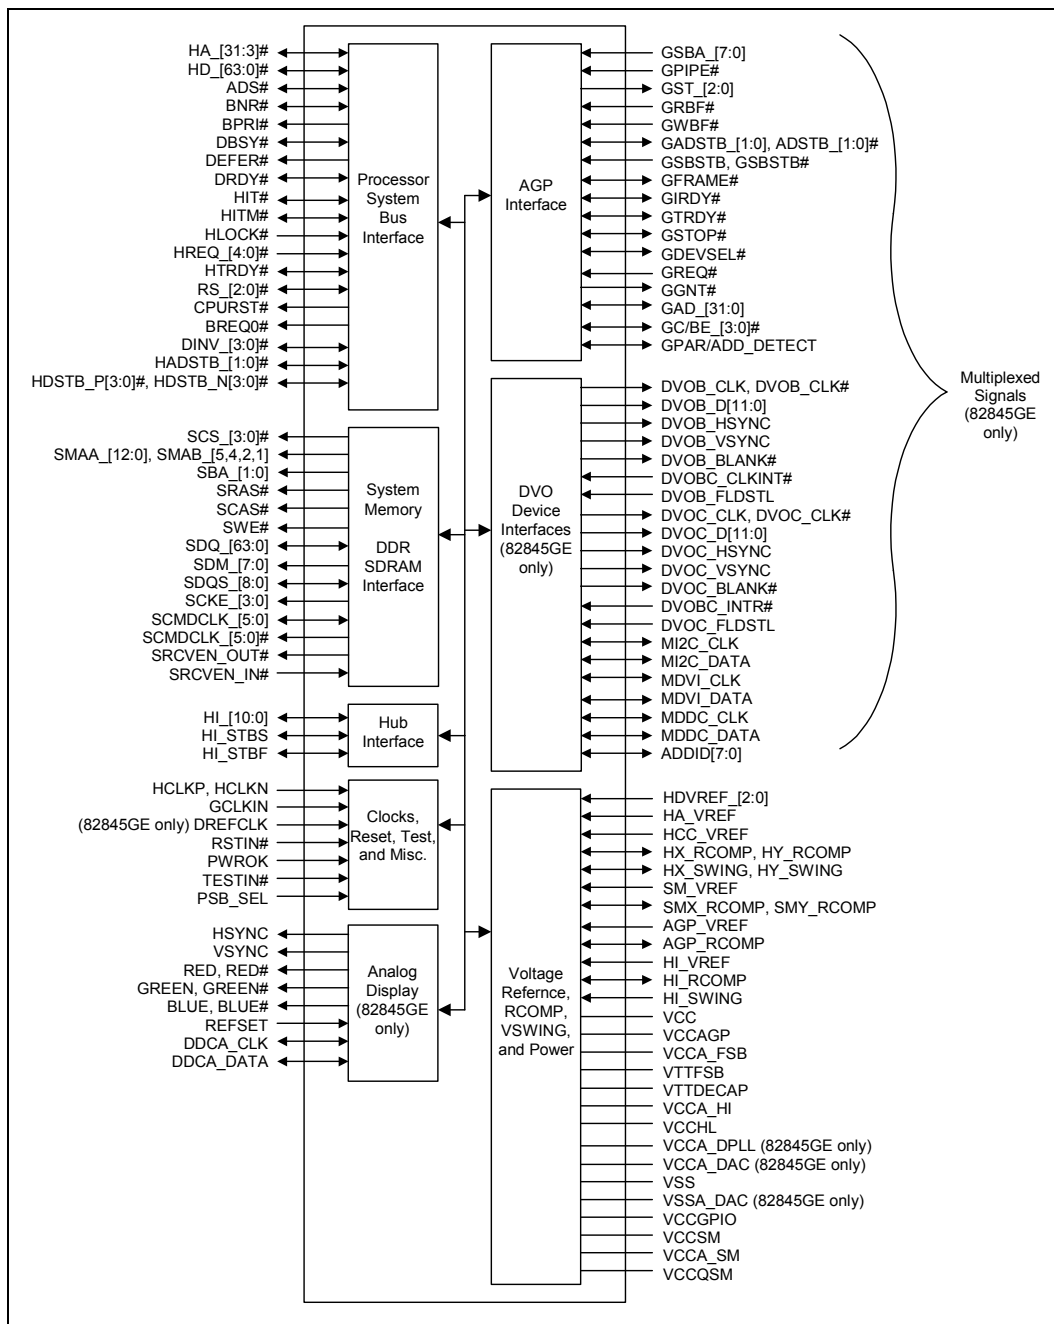 HA_[31:3]#
HD_[63:0]#
ADS#
BNR#
BPRI#
DBSY#
DEFER#
DRDY#
HIT#
HITM#
HLOCK#
HREQ_[4:0]#
HTRDY#
RS_[2:0]#
CPURST#
BREQ0#
DINV_[3:0]#
HADSTB_[1:0]#
HDSTB_P[3:0]#, HDSTB_N[3:0]#
Processor
System
Bus
Interface
SCS_[3:0]#
SMAA_[12:0], SMAB_[5,4,2,1]
SBA_[1:0]
SRAS#
SCAS#
SWE#
SDQ_[63:0]
SDM_[7:0]
SDQS_[8:0]
SCKE_[3:0]
SCMDCLK_[5:0]
SCMDCLK_[5:0]#
SRCVEN_OUT#
SRCVEN_IN#
System
Memory
DDR
SDRAM
Interface
HI_[10:0]
HI_STBS
HI_STBF
Hub
Interface
HCLKP, HCLKN
GCLKIN
(82845GE only) DREFCLK
RSTIN#
PWROK
TESTIN#
PSB_SEL
Clocks,
Reset, Test,
and Misc.
HSYNC
VSYNC
RED, RED#
GREEN, GREEN#
BLUE, BLUE#
REFSET
DDCA_CLK
DDCA_DATA
Analog
Display
(82845GE
only)
AGP
Interface
GSBA_[7:0]
GPIPE#
GST_[2:0]
GRBF#
GWBF#
GADSTB_[1:0], ADSTB_[1:0]#
GSBSTB, GSBSTB#
GFRAME#
GIRDY#
GTRDY#
GSTOP#
GDEVSEL#
GREQ#
GGNT#
GAD_[31:0]
GC/BE_[3:0]#
GPAR/ADD_DETECT
DVO
Device
Interfaces
(82845GE
only)
DVOB_CLK, DVOB_CLK#
DVOB_D[11:0]
DVOB_HSYNC
DVOB_VSYNC
DVOB_BLANK#
DVOBC_CLKINT#
DVOB_FLDSTL
DVOC_CLK, DVOC_CLK#
DVOC_D[11:0]
DVOC_HSYNC
DVOC_VSYNC
DVOC_BLANK#
DVOBC_INTR#
DVOC_FLDSTL
MI2C_CLK
MI2C_DATA
MDVI_CLK
MDVI_DATA
MDDC_CLK
MDDC_DATA
ADDID[7:0]
Multiplexed
Signals
(82845GE
only)
Voltage
Refernce,
RCOMP,
VSWING,
and Power
HDVREF_[2:0]
HA_VREF
HCC_VREF
HX_RCOMP, HY_RCOMP
HX_SWING, HY_SWING
SM_VREF
SMX_RCOMP, SMY_RCOMP
AGP_VREF
AGP_RCOMP
HI_VREF
HI_RCOMP
HI_SWING
VCC
VCCAGP
VCCA_FSB
VTTFSB
VTTDECAP
VCCA_HI
VCCHL
VCCA_DPLL (82845GE only)
VCCA_DAC (82845GE only)
VSS
VSSA_DAC (82845GE only)
VCCGPIO
VCCSM
VCCA_SM
VCCQSM